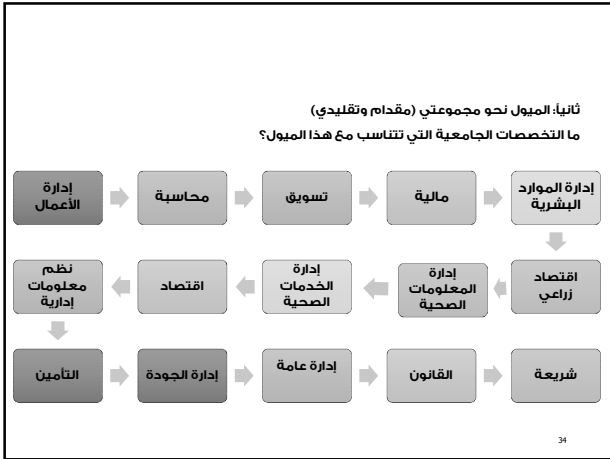 ثانياً: الميول نحو مجموعتي (مقدام وتقليدي)
ما التخصصات الجامعية التي تتناسب مع هذا الميول؟
إدارة
الأعمال
محاسبة
تسويق
مالية
إدارة الموارد
البشرية
اقتصاد
زراعي
إدارة
المعلومات
الصحية
إدارة
الخدمات
الصحية
اقتصاد
نظم
معلومات
إدارية
التأمين
إدارة الجودة
إدارة عامة
القانون
شريعة
34